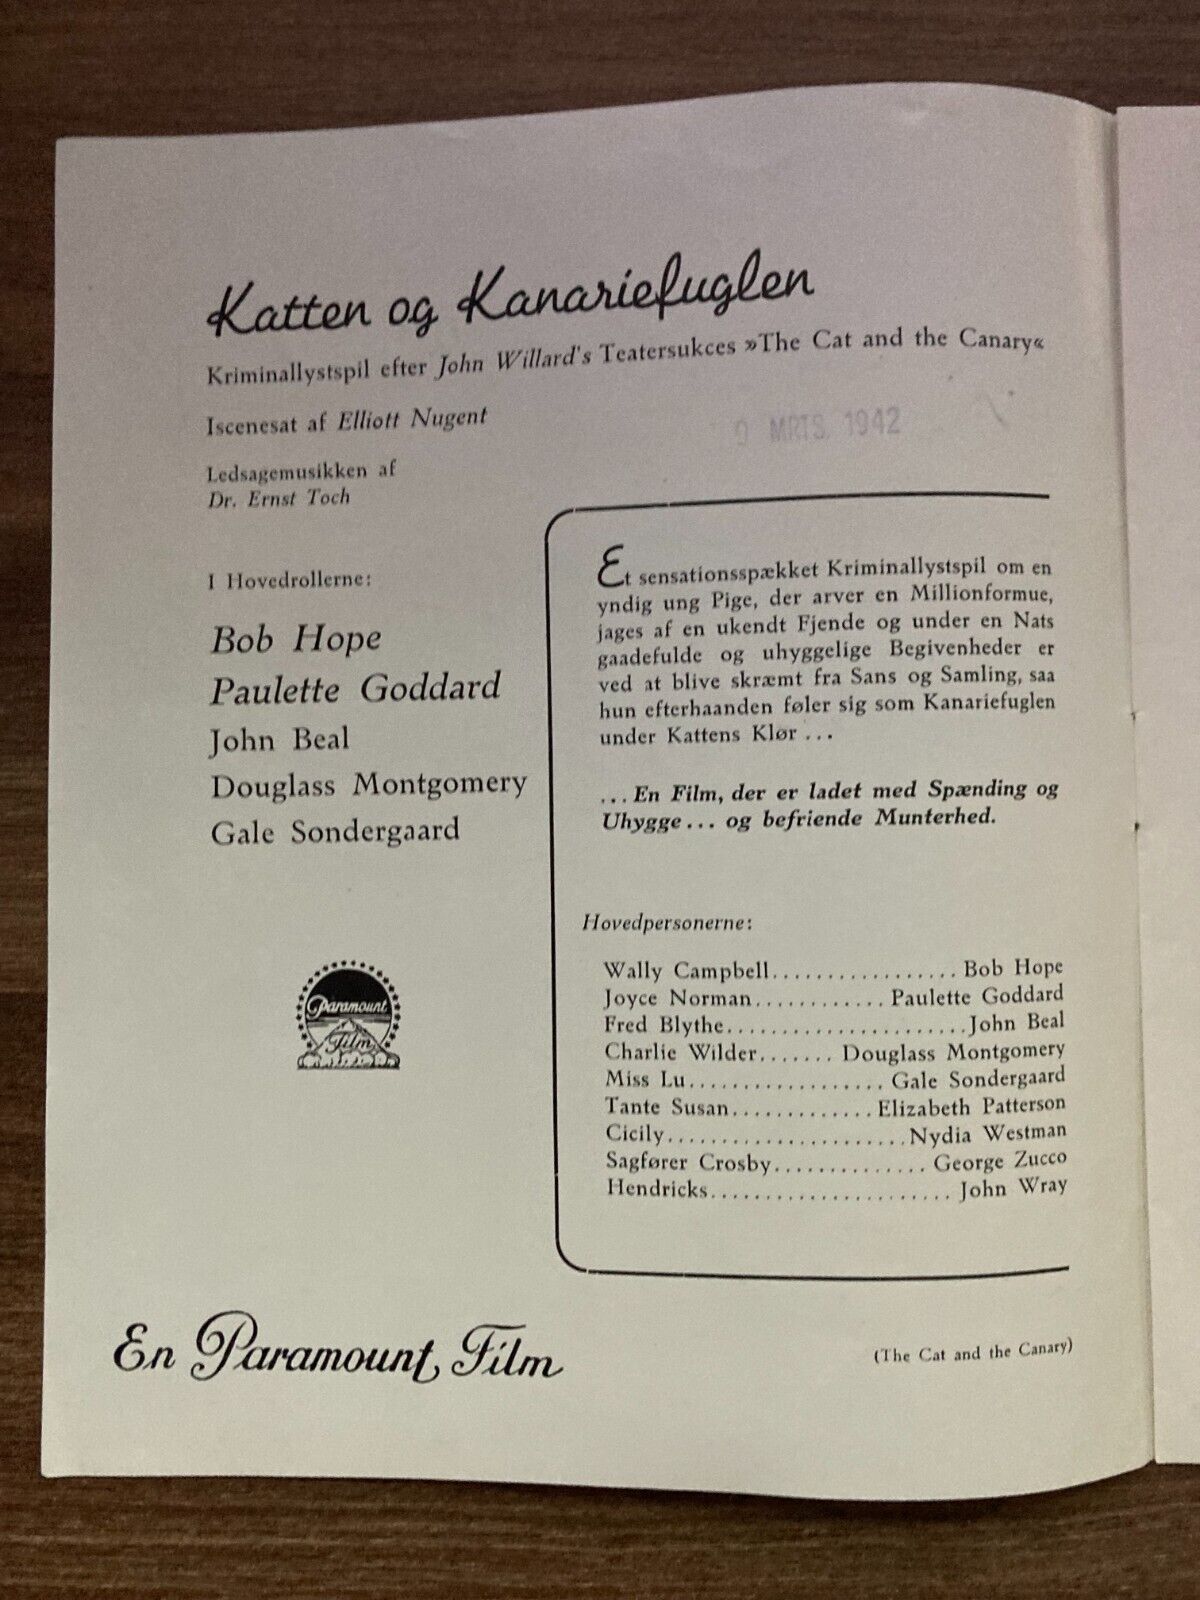 Katten og Kanariefuglen
Kriminallystspil efter John Willard's Teatersukces »The Cat and the Canary«
Iscenesat af Elliott Nugent
MRTS. 1942
Ledsagemusikken af
Dr. Ernst Toch
I Hovedrollerne:
Bob Hope
Paulette Goddard
John Beal
Douglass Montgomery
Gale Sondergaard
Paramount
Film
Et sensationsspækket Kriminallystspil om en
yndig ung Pige, der arver en Millionformue,
jages af en ukendt Fjende og under en Nats
gaadefulde og uhyggelige Begivenheder er
ved at blive skræmt fra Sans og Samling, saa
hun efterhaanden føler sig som Kanariefuglen
under Kattens Klør ...
... En Film, der er ladet med Spænding og
Uhygge ... og befriende Munterhed.
Hovedpersonerne:
Wally Campbell................. Bob Hope
Joyce Norman............ Paulette Goddard
Fred Blythe......................John Beal
Charlie Wilder....... Douglass Montgomery
Miss Lu.................. Gale Sondergaard
Tante Susan.............Elizabeth Patterson
Cicily......................Nydia Westman
Sagfører Crosby.............. George Zucco
Hendricks...................... John Wray
En Paramount Film
(The Cat and the Canary)